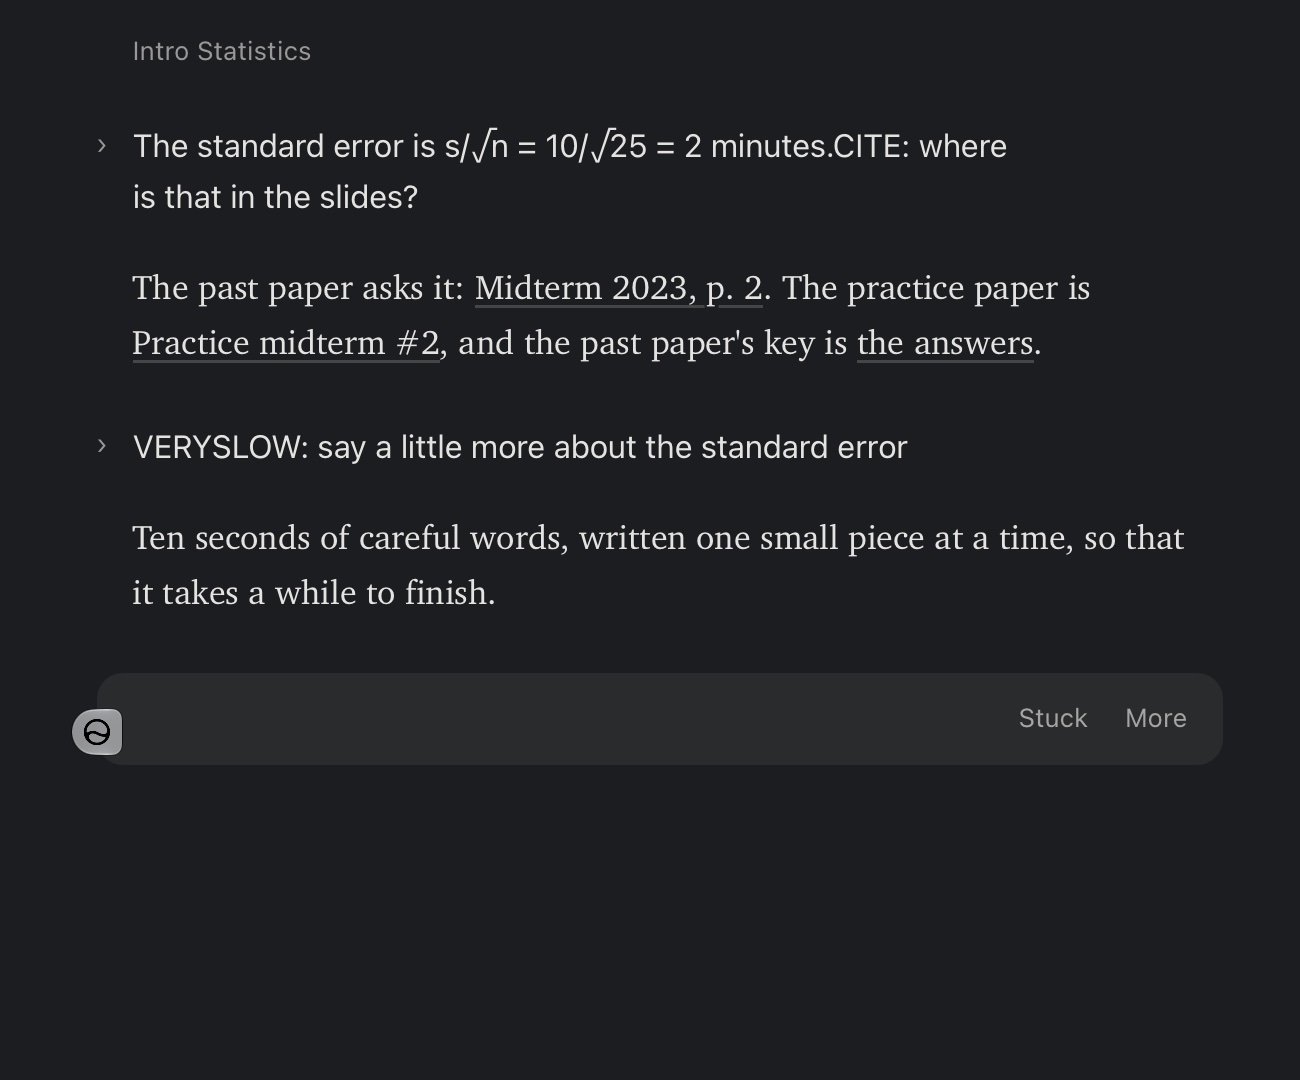 Intro Statistics
› The standard error is s/√n = 10/√25 = 2 minutes.CITE: where
is that in the slides?
The past paper asks it: Midterm 2023, p. 2. The practice paper is
Practice midterm #2, and the past paper's key is the answers.
› VERYSLOW: say a little more about the standard error
Ten seconds of careful words, written one small piece at a time, so that
it takes a while to finish.
Stuck More